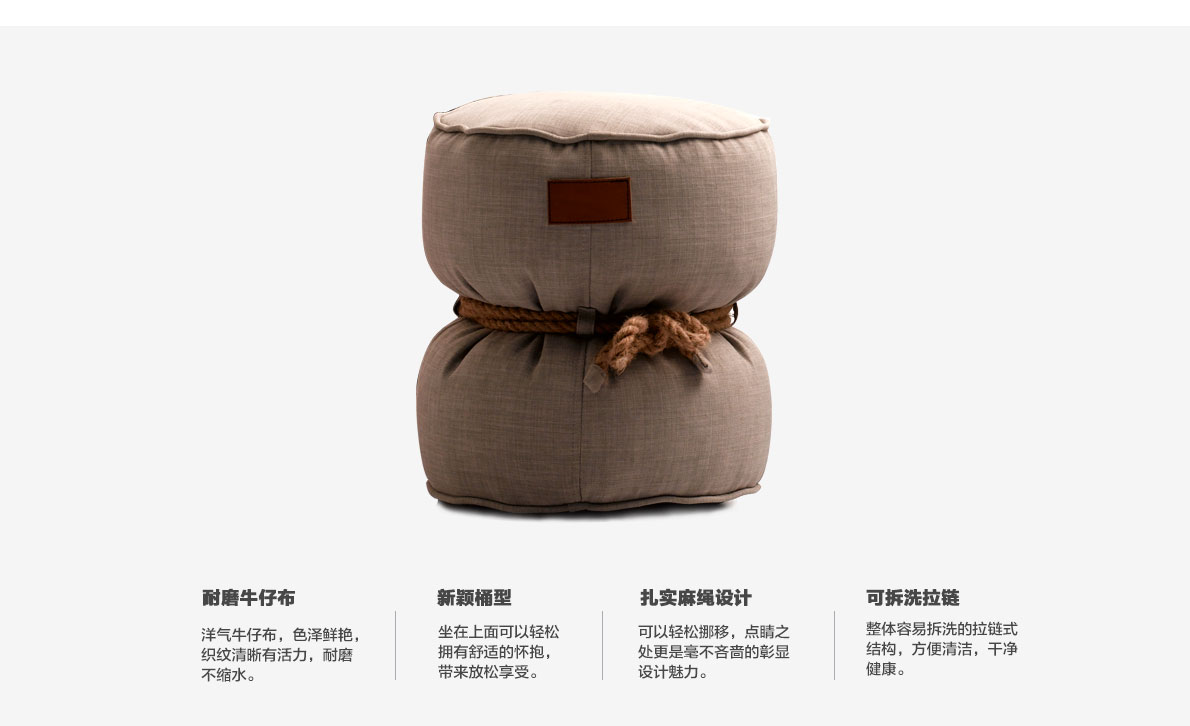 耐磨牛仔布
洋气牛仔布，色泽鲜艳，
织纹清晰有活力，耐磨
不缩水。
新颖桶型
坐在上面可以轻松
拥有舒适的怀抱，
带来放松享受。
扎实麻绳设计
可以轻松挪移，点睛之
处更是毫不吝啬的彰显
设计魅力。
可拆洗拉链
整体容易拆洗的拉链式
结构，方便清洁，干净
健康。